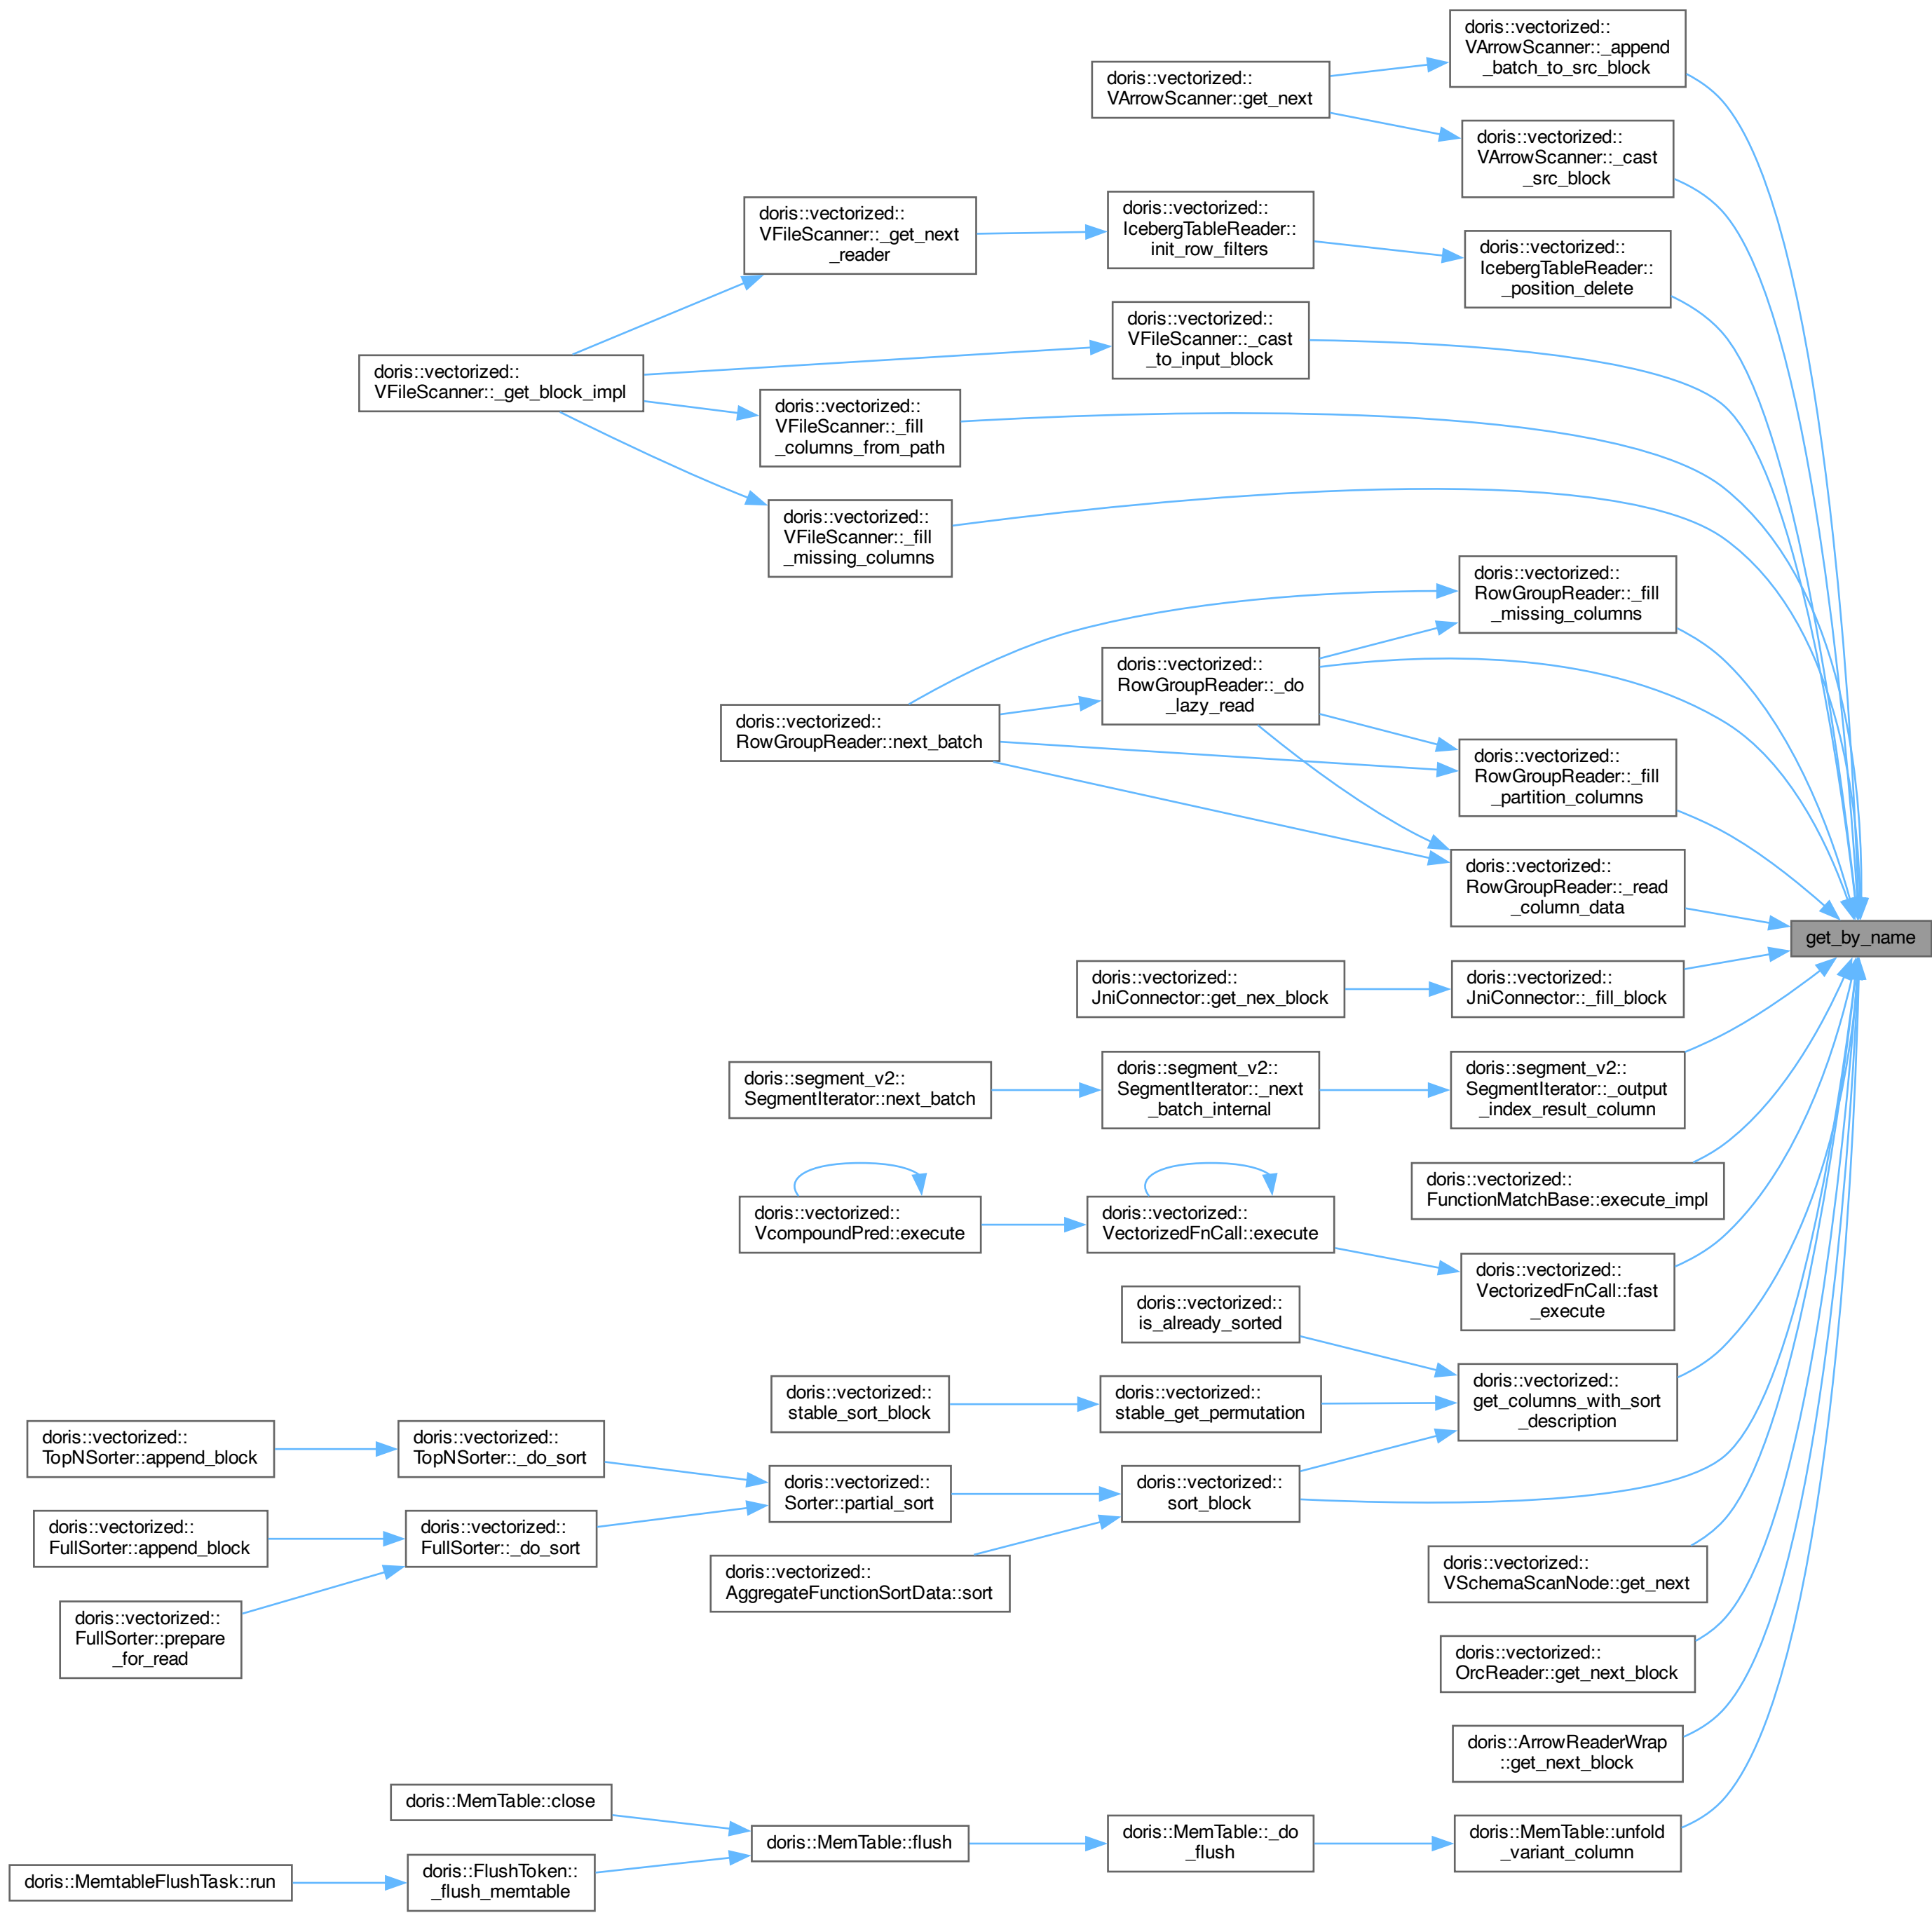 doris::vectorized::
VArrowScanner::_append
_batch_to_src_block
doris::vectorized::
VArrowScanner::get_next
doris::vectorized::
VArrowScanner::_cast
_src_block
doris::vectorized::
VFileScanner::_get_next
_reader
doris::vectorized::
IcebergTableReader::
init_row_filters
doris::vectorized::
IcebergTableReader::
_position_delete
doris::vectorized::
VFileScanner::_cast
_to_input_block
doris::vectorized::
VFileScanner::_get_block_impl
doris::vectorized::
VFileScanner::_fill
_columns_from_path
doris::vectorized::
VFileScanner::_fill
_missing_columns
doris::vectorized::
RowGroupReader::_fill
_missing_columns
doris::vectorized::
RowGroupReader::_do
_lazy_read
doris::vectorized::
RowGroupReader::next_batch
doris::vectorized::
RowGroupReader::_fill
_partition_columns
doris::vectorized::
RowGroupReader::_read
_column_data
get_by_name
doris::vectorized::
JniConnector::get_nex_block
doris::vectorized::
JniConnector::_fill_block
doris::segment_v2::
SegmentIterator::next_batch
doris::segment_v2::
SegmentIterator::_next
_batch_internal
doris::segment_v2::
SegmentIterator::_output
_index_result_column
doris::vectorized::
FunctionMatchBase::execute_impl
doris::vectorized::
VcompoundPred::execute
doris::vectorized::
VectorizedFnCall::execute
doris::vectorized::
VectorizedFnCall::fast
_execute
doris::vectorized::
is_already_sorted
doris::vectorized::
stable_sort_block
doris::vectorized::
stable_get_permutation
doris::vectorized::
get_columns_with_sort
_description
doris::vectorized::
TopNSorter::append_block
doris::vectorized::
TopNSorter::_do_sort
doris::vectorized::
Sorter::partial_sort
doris::vectorized::
sort_block
doris::vectorized::
FullSorter::append_block
doris::vectorized::
FullSorter::_do_sort
doris::vectorized::
AggregateFunctionSortData::sort
doris::vectorized::
VSchemaScanNode::get_next
doris::vectorized::
FullSorter::prepare
_for_read
doris::vectorized::
OrcReader::get_next_block
doris::ArrowReaderWrap
::get_next_block
doris::MemTable::close
doris::MemTable::flush
doris::MemTable::_do
_flush
doris::MemTable::unfold
_variant_column
doris::MemtableFlushTask::run
doris::FlushToken::
_flush_memtable